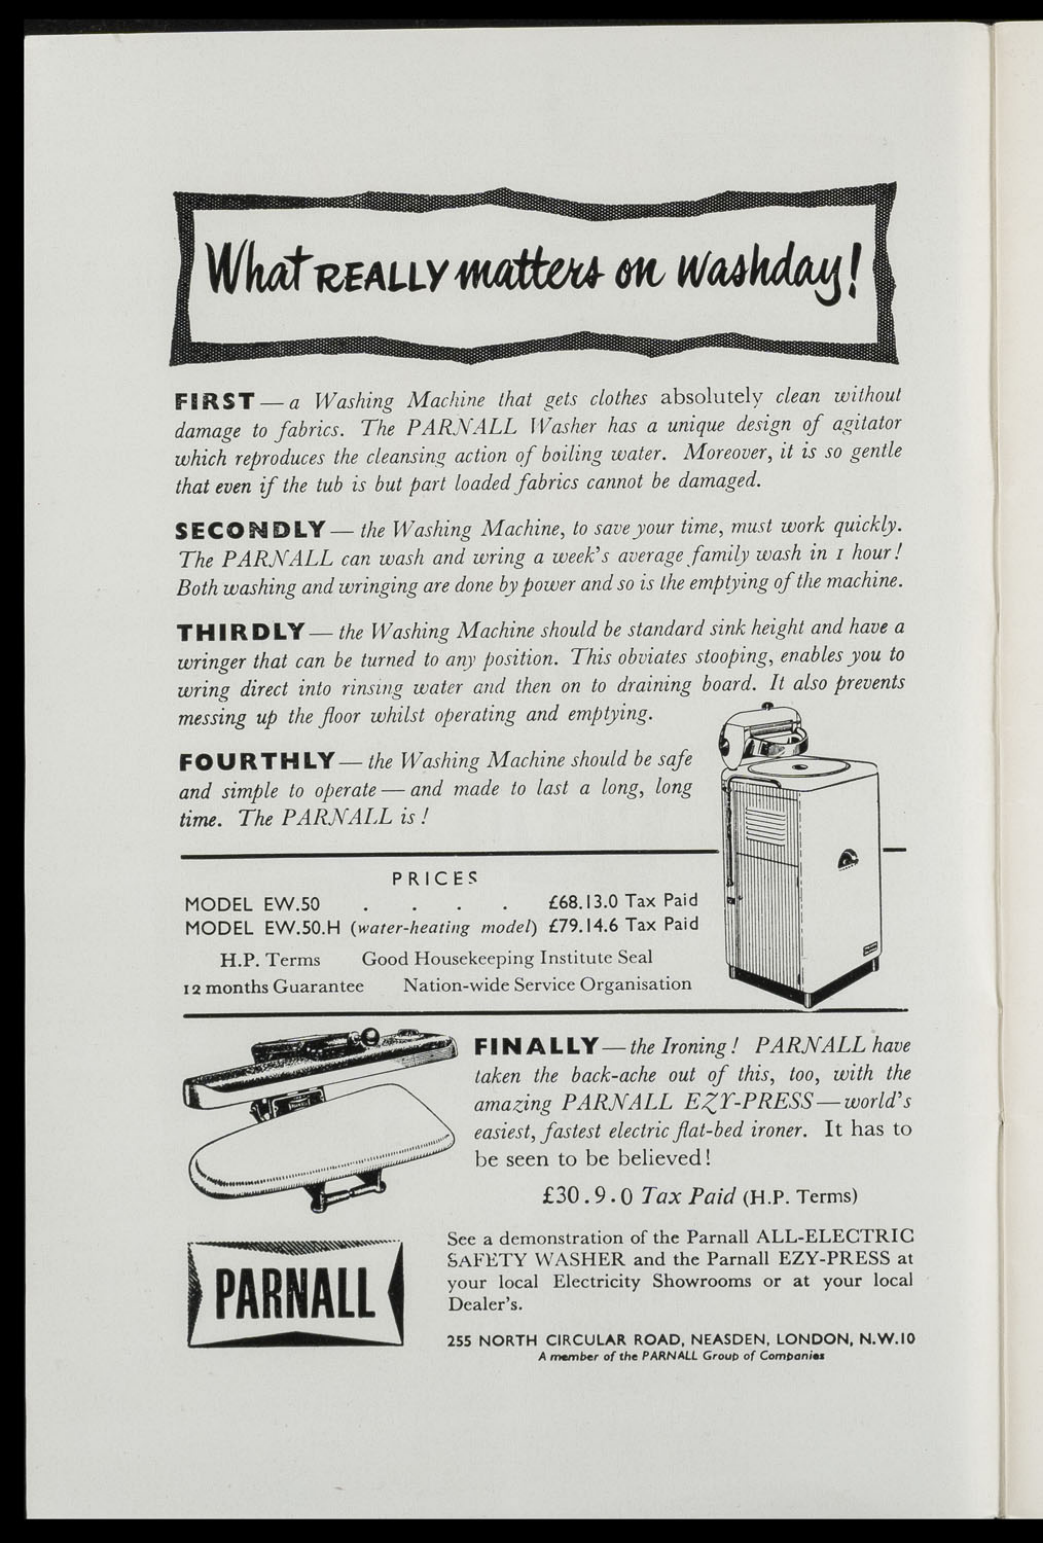 What REALLY matters on washday!
FIRST — a Washing Machine that gets clothes absolutely clean without
damage to fabrics. The PARNALL Washer has a unique design of agitator
which reproduces the cleansing action of boiling water. Moreover, it is so gentle
that even if the tub is but part loaded fabrics cannot be damaged.
SECONDLY — the Washing Machine, to save your time, must work quickly.
The PARNALL can wash and wring a week's average family wash in 1 hour!
Both washing and wringing are done by power and so is the emptying of the machine.
THIRDLY — the Washing Machine should be standard sink height and have a
wringer that can be turned to any position. This obviates stooping, enables you to
wring direct into rinsing water and then on to draining board. It also prevents
messing up the floor whilst operating and emptying.
FOURTHLY — the Washing Machine should be safe
and simple to operate — and made to last a long, long
time. The PARNALL is!
PRICES
MODEL EW.50 . . . . £68.13.0 Tax Paid
MODEL EW.50.H (water-heating model) £79.14.6 Tax Paid
H.P. Terms Good Housekeeping Institute Seal
12 months Guarantee Nation-wide Service Organisation
FINALLY — the Ironing! PARNALL have
taken the back-ache out of this, too, with the
amazing PARNALL EZY-PRESS — world's
easiest, fastest electric flat-bed ironer. It has to
be seen to be believed!
£30.9.0 Tax Paid (H.P. Terms)
PARNALL
See a demonstration of the Parnall ALL-ELECTRIC
SAFETY WASHER and the Parnall EZY-PRESS at
your local Electricity Showrooms or at your local
Dealer's.
255 NORTH CIRCULAR ROAD, NEASDEN, LONDON, N.W.10
A member of the PARNALL Group of Companies